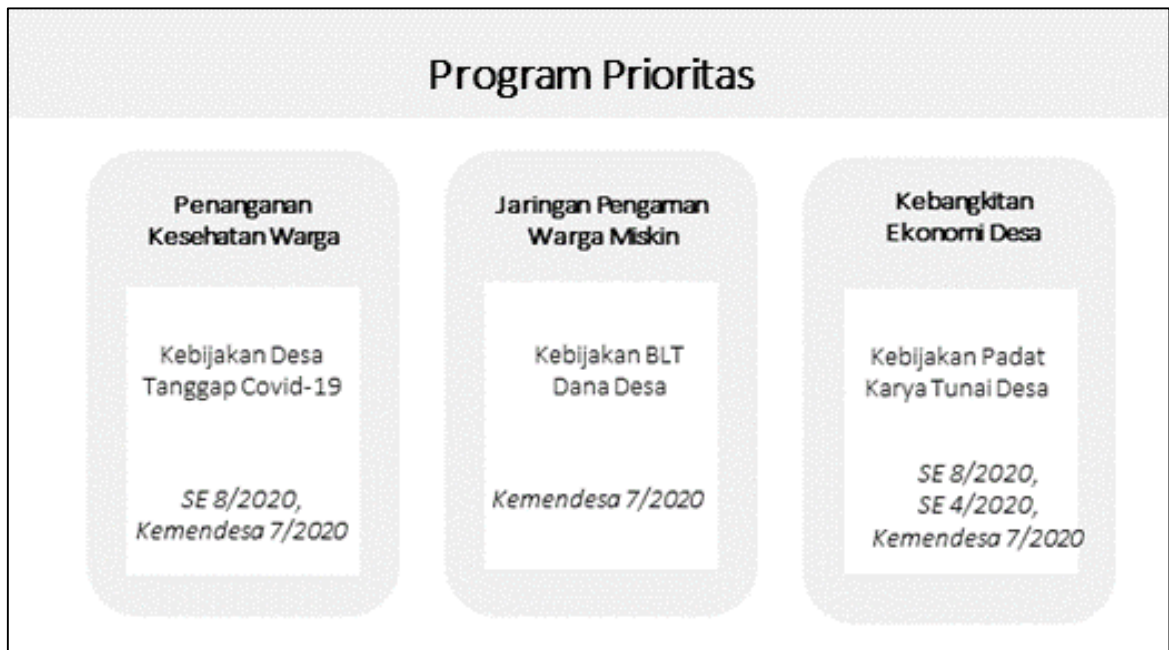 Program Prioritas
Penanganan
Kesehatan Warga
Kebijakan Desa
Tanggap Covid-19
SE 8/2020,
Kemendesa 7/2020
Jaringan Pengaman
Warga Miskin
Kebijakan BLT
Dana Desa
Kemendesa 7/2020
Kebangkitan
Ekonomi Desa
Kebijakan Padat
Karya Tunai Desa
SE 8/2020,
SE 4/2020,
Kemendesa 7/2020